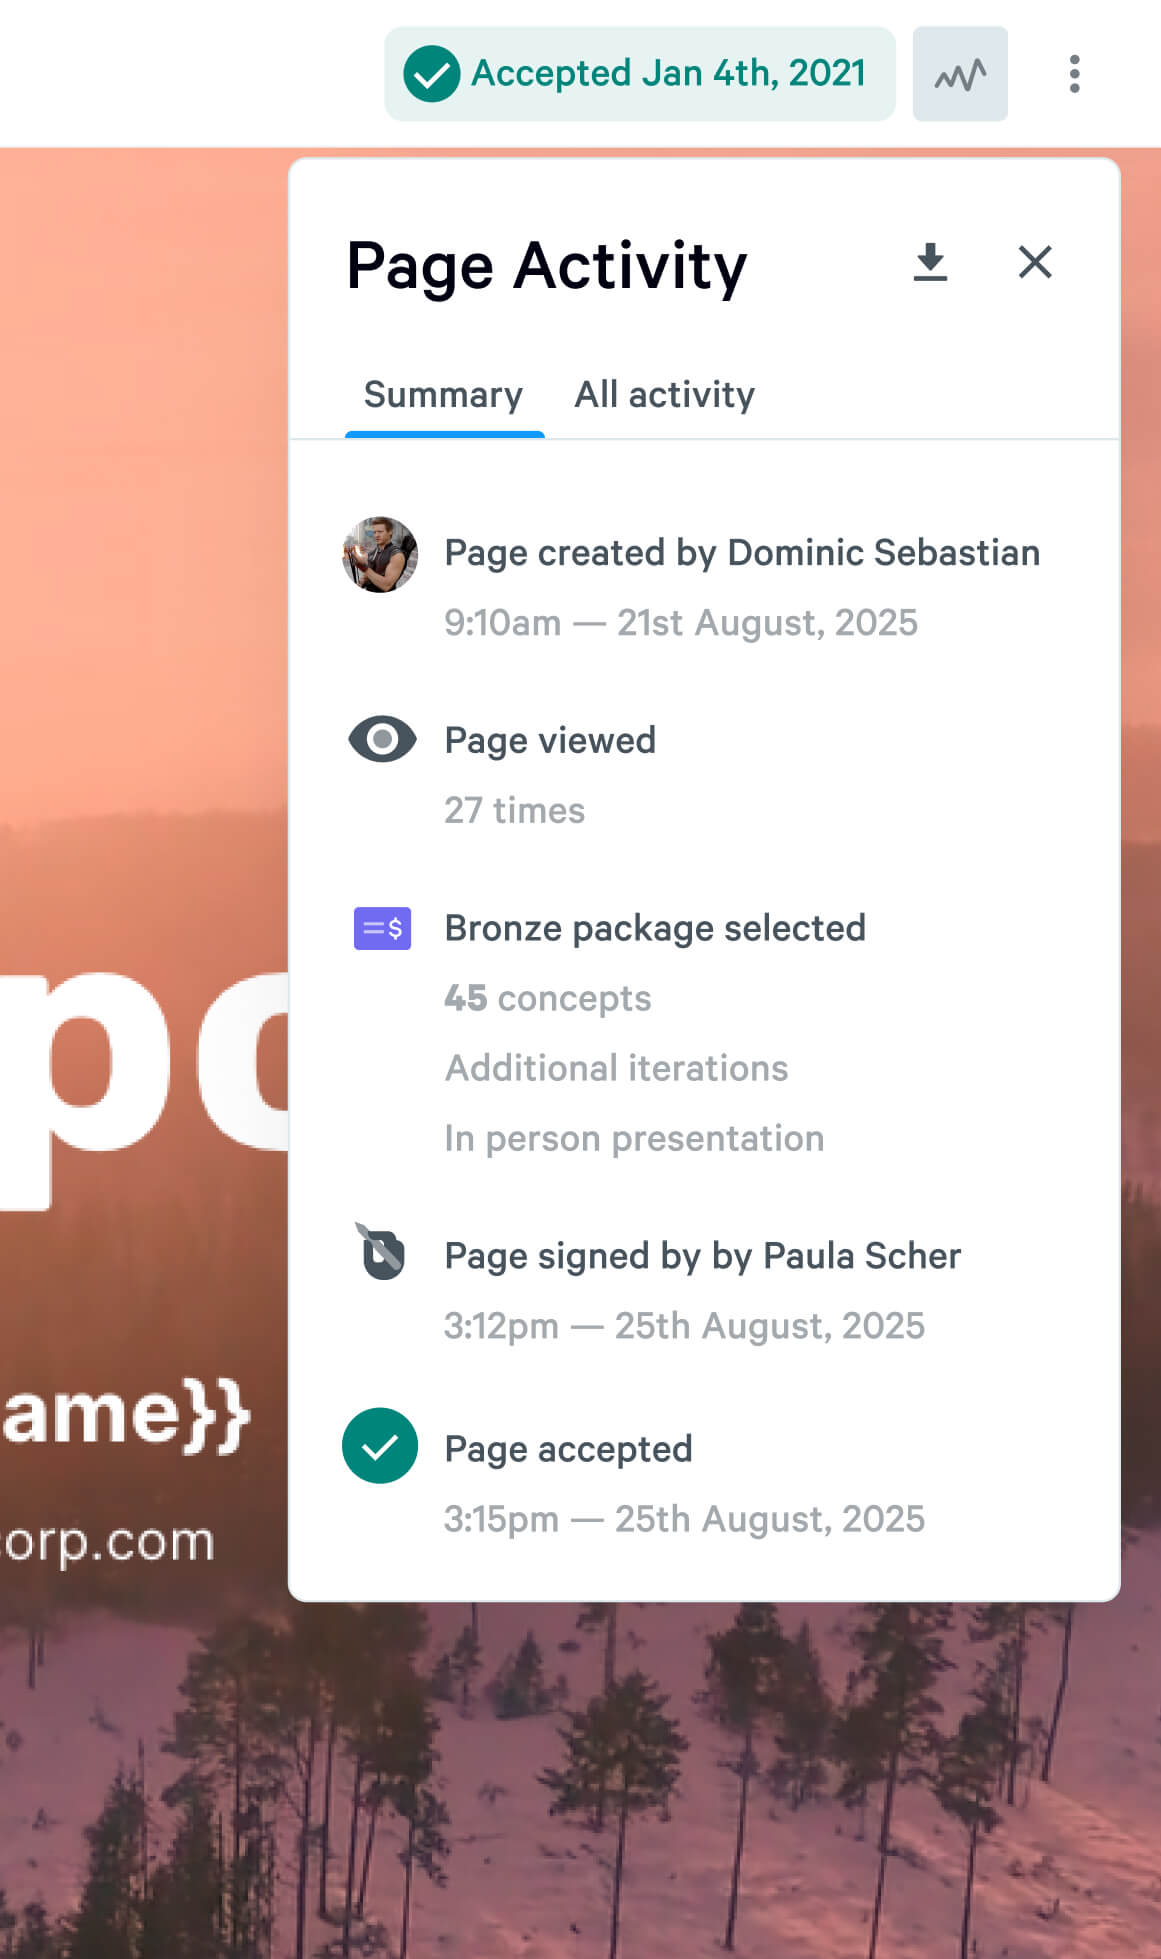 Accepted Jan 4th, 2021
Page Activity
Summary All activity
Page created by Dominic Sebastian
9:10am — 21st August, 2025
Page viewed
27 times
=$
Bronze package selected
45 concepts
Additional iterations
In person presentation
Page signed by by Paula Scher
3:12pm — 25th August, 2025
Page accepted
3:15pm — 25th August, 2025
po
ame}}
corp.com